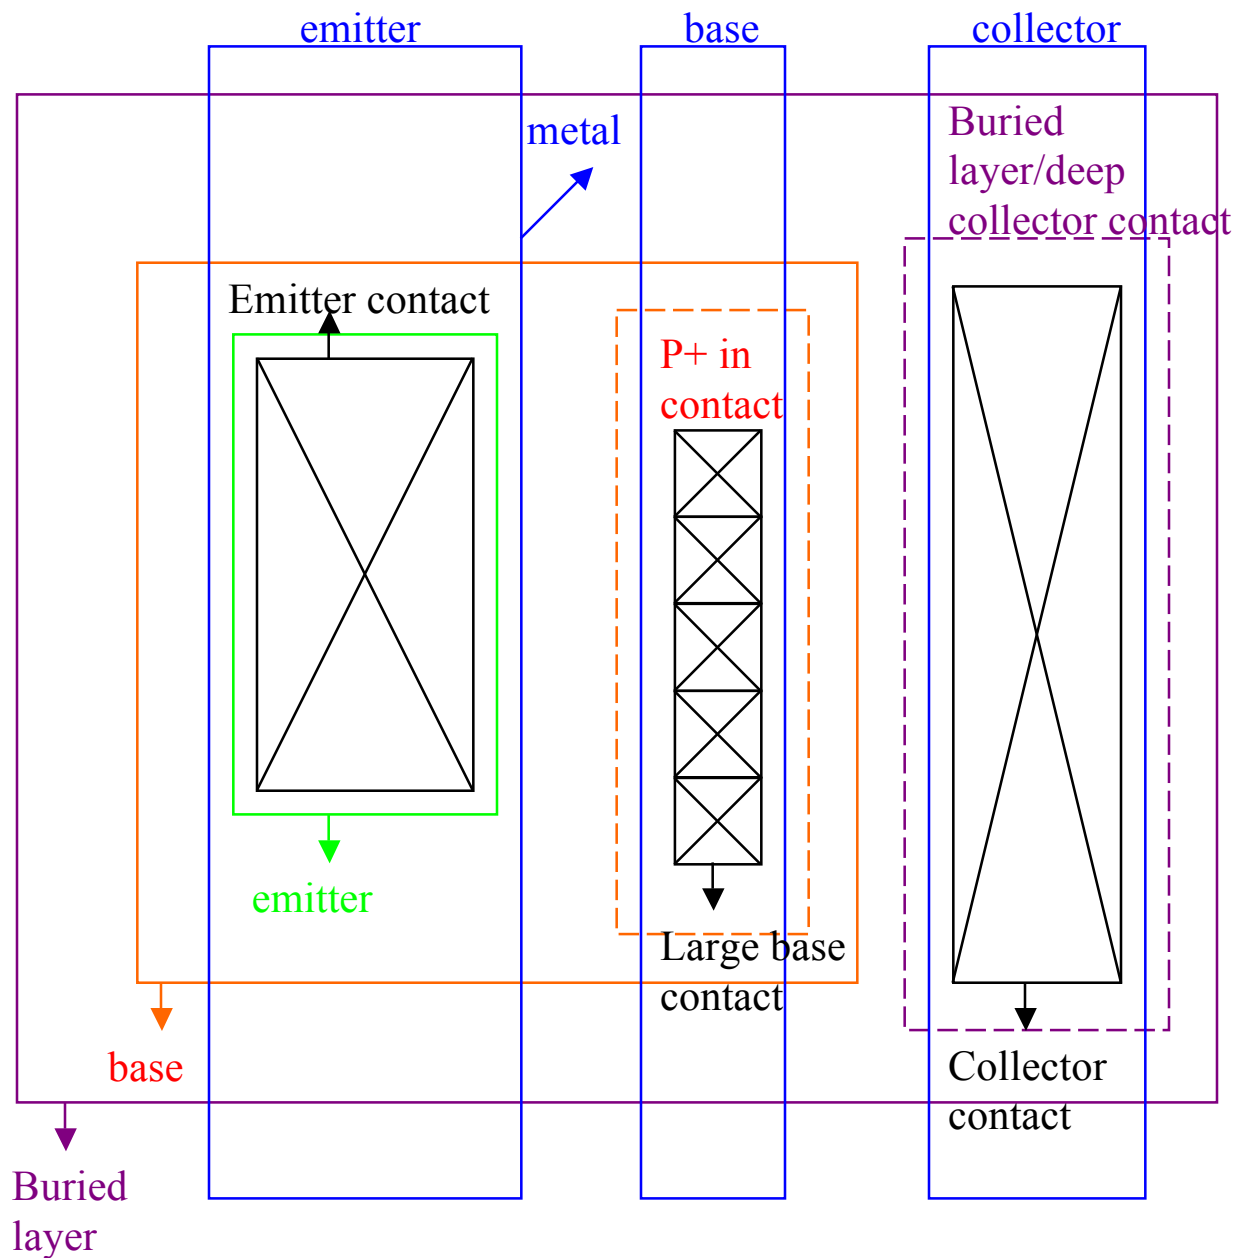 emitter
base
collector
metal
Buried
layer/deep
collector contact
Emitter contact
P+ in
contact
emitter
Large base
contact
base
Collector
contact
Buried
layer